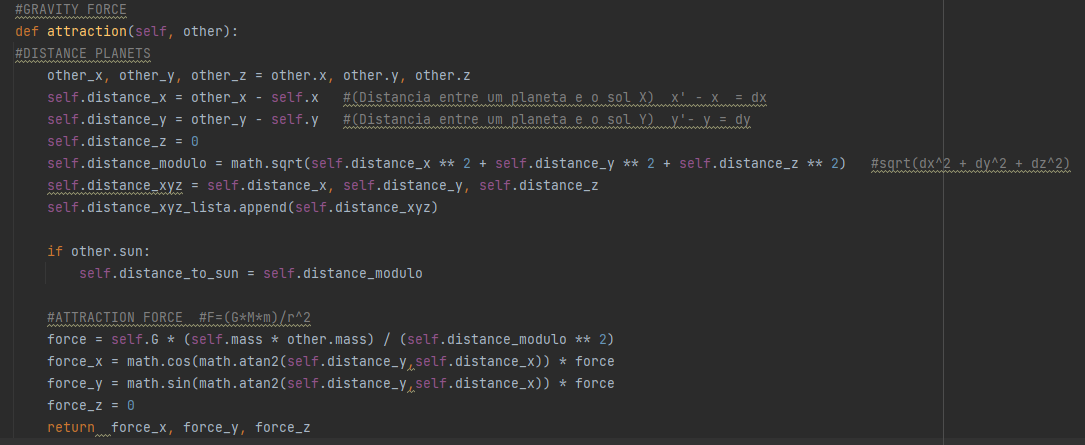 #GRAVITY FORCE
def attraction(self, other):
#DISTANCE PLANETS
    other_x, other_y, other_z = other.x, other.y, other.z
    self.distance_x = other_x - self.x   #(Distancia entre um planeta e o sol X)  x' - x  = dx
    self.distance_y = other_y - self.y   #(Distancia entre um planeta e o sol Y)  y'- y = dy
    self.distance_z = 0
    self.distance_modulo = math.sqrt(self.distance_x ** 2 + self.distance_y ** 2 + self.distance_z ** 2)   #sqrt(dx^2 + dy^2 + dz^2)
    self.distance_xyz = self.distance_x, self.distance_y, self.distance_z
    self.distance_xyz_lista.append(self.distance_xyz)

    if other.sun:
        self.distance_to_sun = self.distance_modulo

    #ATTRACTION FORCE  #F=(G*M*m)/r^2
    force = self.G * (self.mass * other.mass) / (self.distance_modulo ** 2)
    force_x = math.cos(math.atan2(self.distance_y,self.distance_x)) * force
    force_y = math.sin(math.atan2(self.distance_y,self.distance_x)) * force
    force_z = 0
    return  force_x, force_y, force_z